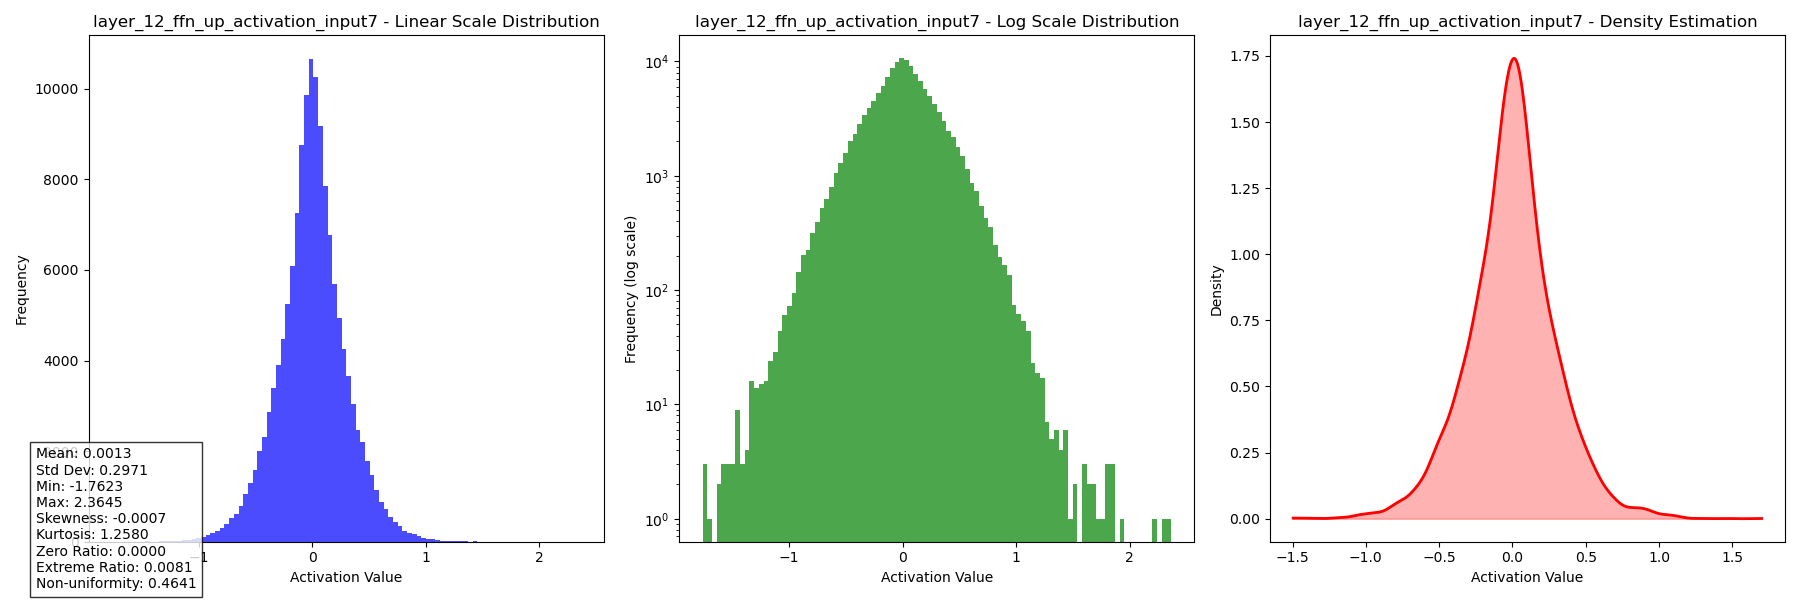 layer_12_ffn_up_activation_input7 - Linear Scale Distribution
Frequency
10000
8000
6000
4000
−1
0
1
2
Activation Value
Mean: 0.0013
Std Dev: 0.2971
Min: -1.7623
Max: 2.3645
Skewness: -0.0007
Kurtosis: 1.2580
Zero Ratio: 0.0000
Extreme Ratio: 0.0081
Non-uniformity: 0.4641
layer_12_ffn_up_activation_input7 - Log Scale Distribution
Frequency (log scale)
10⁴
10³
10²
10¹
10⁰
−1
0
1
2
Activation Value
layer_12_ffn_up_activation_input7 - Density Estimation
Density
1.75
1.50
1.25
1.00
0.75
0.50
0.25
0.00
−1.5
−1.0
−0.5
0.0
0.5
1.0
1.5
Activation Value